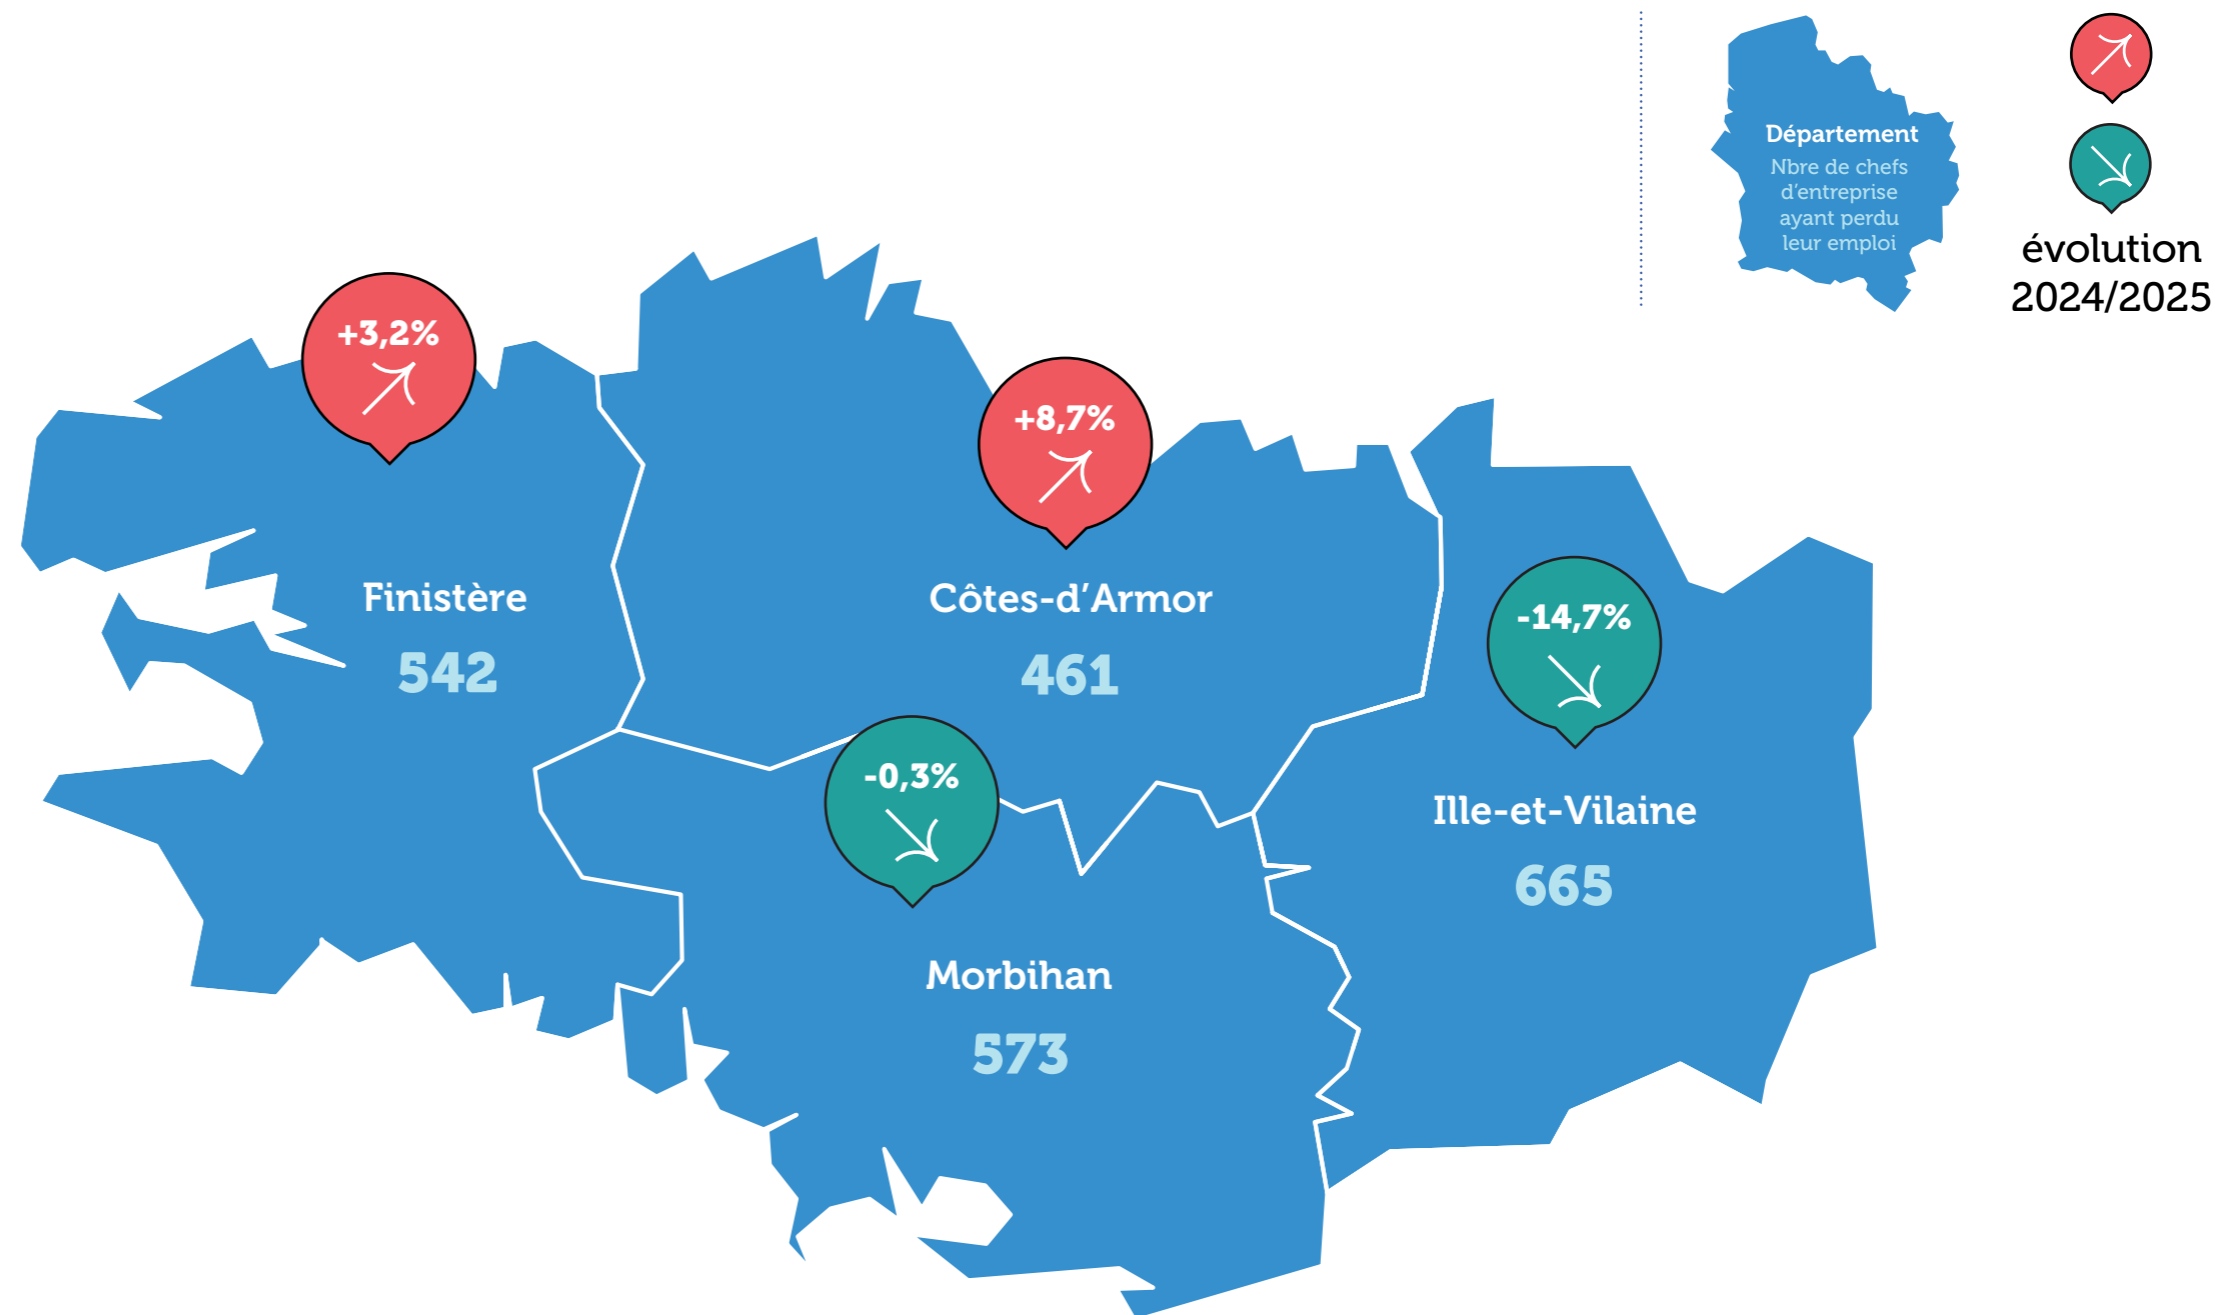 Département
Nbre de chefs
d'entreprise
ayant perdu
leur emploi
évolution
2024/2025
+3,2%
Finistère
542
+8,7%
Côtes-d'Armor
461
-14,7%
Ille-et-Vilaine
665
-0,3%
Morbihan
573